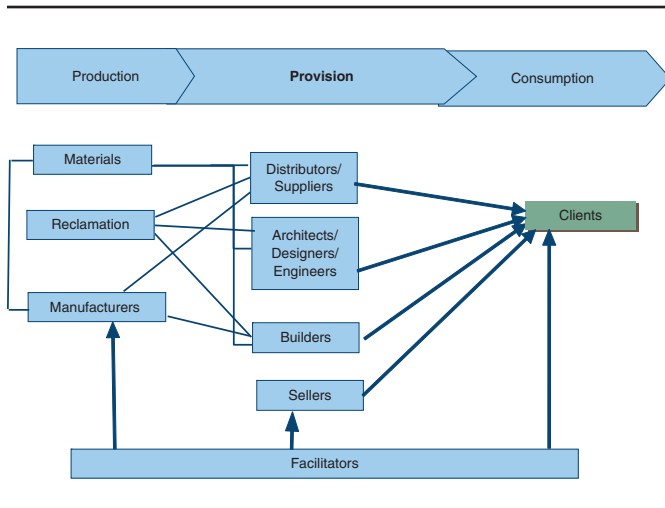 Production
Provision
Consumption
Materials
Distributors/
Suppliers
Clients
Reclamation
Architects/
Designers/
Engineers
Manufacturers
Builders
Sellers
Facilitators